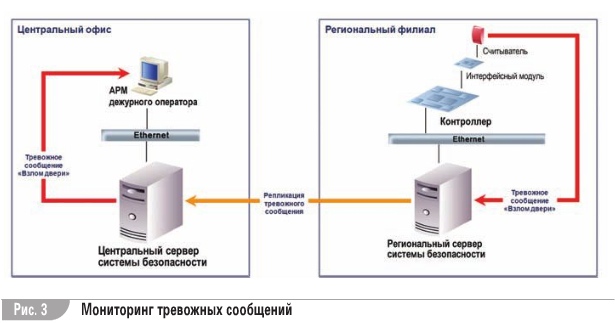 Центральный офис
АРМ
дежурного оператора
Ethernet
Тревожное
сообщение
«Взлом двери»
Центральный сервер
системы безопасности
Репликация
тревожного
сообщения
Региональный филиал
Считыватель
Интерфейсный модуль
Контроллер
Ethernet
Тревожное
сообщение
«Взлом двери»
Региональный сервер
системы безопасности
Рис. 3
Мониторинг тревожных сообщений